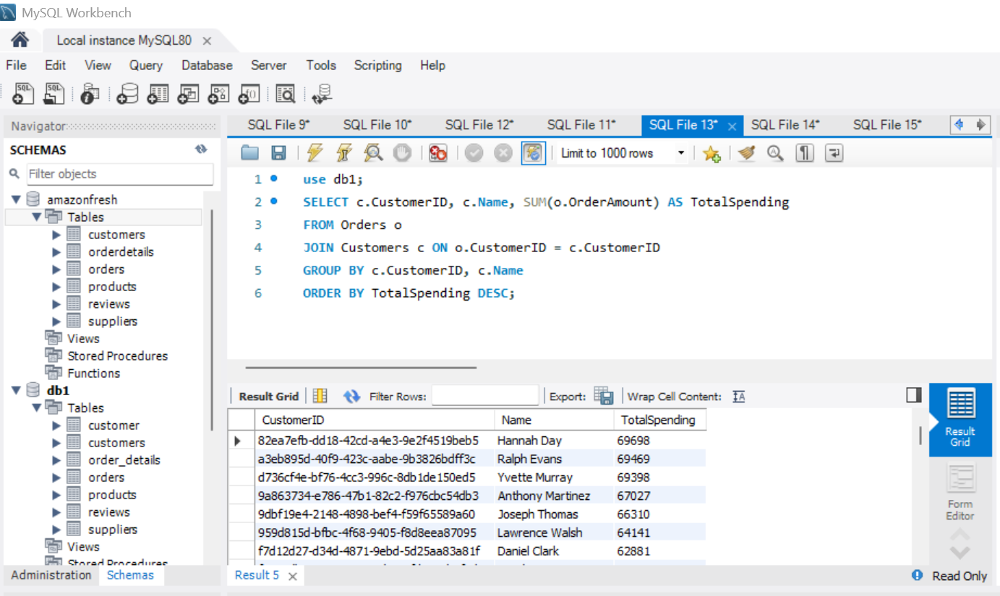 MySQL Workbench
Local instance MySQL80
File Edit View Query Database Server Tools Scripting Help
Navigator
SCHEMAS
Filter objects
amazonfresh
Tables
customers
orderdetails
orders
products
reviews
suppliers
Views
Stored Procedures
Functions
db1
Tables
customer
customers
order_details
orders
products
reviews
suppliers
Views
Stored Procedures
Administration Schemas
SQL File 9* SQL File 10* SQL File 12* SQL File 11* SQL File 13* SQL File 14* SQL File 15*
Limit to 1000 rows
1 use db1;
2 SELECT c.CustomerID, c.Name, SUM(o.OrderAmount) AS TotalSpending
3 FROM Orders o
4 JOIN Customers c ON o.CustomerID = c.CustomerID
5 GROUP BY c.CustomerID, c.Name
6 ORDER BY TotalSpending DESC;
Result Grid Filter Rows: Export: Wrap Cell Content:
CustomerID Name TotalSpending
82ea7efb-dd18-42cd-a4e3-9e2f4519beb5 Hannah Day 69698
a3eb895d-40f9-423c-aabe-9b3826bdff3c Ralph Evans 69469
d736cf4e-bf76-4cc3-996c-8db1de150ed5 Yvette Murray 69398
9a863734-e786-47b1-82c2-f976cbc54db3 Anthony Martinez 67027
9dbf19e4-2148-4898-bef4-f59f65589a60 Joseph Thomas 66310
959d815d-bfbc-4f68-9405-f8d8eea87095 Lawrence Walsh 64141
f7d12d27-d34d-4871-9ebd-5d25aa83a81f Daniel Clark 62881
Result
Grid
Form
Editor
Result 5
Read Only